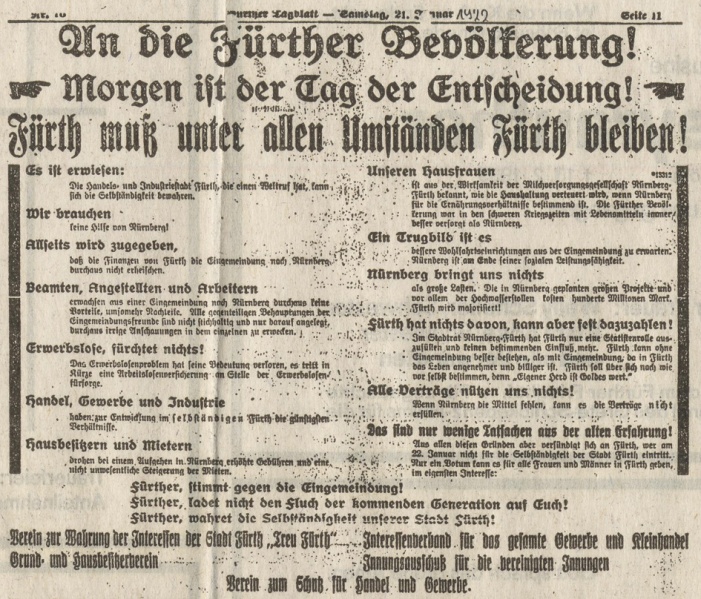 Nr. 18
Fürther Tagblatt — Samstag, 21. Januar 1922
Seite 11
An die Fürther Bevölkerung!
Morgen ist der Tag der Entscheidung!
Fürth muß unter allen Umständen Fürth bleiben!
Es ist erwiesen:
Die Handels- und Industriestadt Fürth, die einen Weltruf hat, kann
sich die Selbständigkeit bewahren.
Wir brauchen
keine Hilfe von Nürnberg!
Allseits wird zugegeben,
daß die Finanzen von Fürth die Eingemeindung nach Nürnberg
durchaus nicht erheischen.
Beamten, Angestellten und Arbeitern
erwachsen aus einer Eingemeindung nach Nürnberg durchaus keine
Vorteile, umsomehr Nachteile. Alle gegenteiligen Behauptungen der
Eingemeindungsfreunde sind nicht stichhaltig und nur darauf angelegt,
durchaus irrige Anschauungen in dem einzelnen zu erwecken.
Erwerbslose, fürchtet nichts!
Das Erwerbslosenproblem hat seine Bedeutung verloren, es tritt in
Kürze eine Arbeitslosenversicherung an Stelle der Erwerbslosen-
fürsorge.
Handel, Gewerbe und Industrie
haben zur Entwicklung im selbständigen Fürth die günstigsten
Verhältnisse.
Hausbesitzern und Mietern
drohen bei einem Aufgehen in Nürnberg erhöhte Gebühren und eine
nicht unwesentliche Steigerung der Mieten.
Unseren Hausfrauen
ist aus der Wirksamkeit der Milchversorgungsgesellschaft Nürnberg-
Fürth bekannt, wie die Haushaltung verteuert wird, wenn Nürnberg
für die Ernährungsverhältnisse bestimmend ist. Die Fürther Bevöl-
kerung war in den schweren Kriegszeiten mit Lebensmitteln immer
besser versorgt als Nürnberg.
Ein Trugbild ist es
bessere Wohlfahrtseinrichtungen aus der Eingemeindung zu erwarten.
Nürnberg ist am Ende seiner sozialen Leistungsfähigkeit.
Nürnberg bringt uns nichts
als große Lasten. Die in Nürnberg geplanten großen Projekte und
vor allem der Hochwasserstollen kosten hunderte Millionen Mark.
Fürth wird majorisiert!
Fürth hat nichts davon, kann aber fest dazuzahlen!
Im Stadtrat Nürnberg-Fürth hat Fürth nur eine Statistenrolle aus-
zufüllen und keinen bestimmenden Einfluß mehr. Fürth kann ohne
Eingemeindung besser bestehen, als mit Eingemeindung, da in Fürth
das Leben angenehmer und billiger ist. Fürth soll über sich nach wie
vor selbst bestimmen, denn „Eigener Herd ist Goldes wert.“
Alle Verträge nützen uns nichts!
Wenn Nürnberg die Mittel fehlen, kann es die Verträge nicht
erfüllen.
Das sind nur wenige Tatsachen aus der alten Erfahrung!
Aus allen diesen Gründen aber versündigt sich an Fürth, wer am
22. Januar nicht für die Selbständigkeit der Stadt Fürth eintritt.
Nur ein Votum kann es für alle Frauen und Männer in Fürth geben,
im eigensten Interesse:
Fürther, stimmt gegen die Eingemeindung!
Fürther, ladet nicht den Fluch der kommenden Generation auf Euch!
Fürther, wahret die Selbständigkeit unserer Stadt Fürth!
Verein zur Wahrung der Interessen der Stadt Fürth „Treu Fürth“
Grund- und Hausbesitzerverein
Interessenverband für das gesamte Gewerbe und Kleinhandel
Innungsausschuß für die vereinigten Innungen
Verein zum Schutz für Handel und Gewerbe.